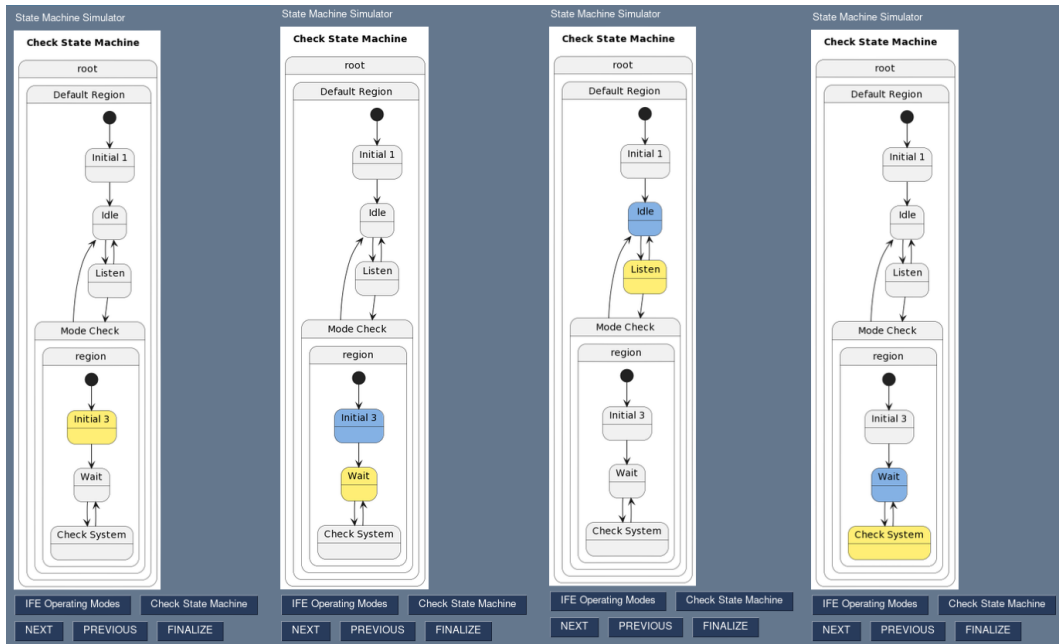 State Machine Simulator
Check State Machine
root
Default Region
Initial 1
Idle
Listen
Mode Check
region
Initial 3
Wait
Check System
IFE Operating Modes Check State Machine
NEXT PREVIOUS FINALIZE
State Machine Simulator
Check State Machine
root
Default Region
Initial 1
Idle
Listen
Mode Check
region
Initial 3
Wait
Check System
IFE Operating Modes Check State Machine
NEXT PREVIOUS FINALIZE
State Machine Simulator
Check State Machine
root
Default Region
Initial 1
Idle
Listen
Mode Check
region
Initial 3
Wait
Check System
IFE Operating Modes Check State Machine
NEXT PREVIOUS FINALIZE
State Machine Simulator
Check State Machine
root
Default Region
Initial 1
Idle
Listen
Mode Check
region
Initial 3
Wait
Check System
IFE Operating Modes Check State Machine
NEXT PREVIOUS FINALIZE